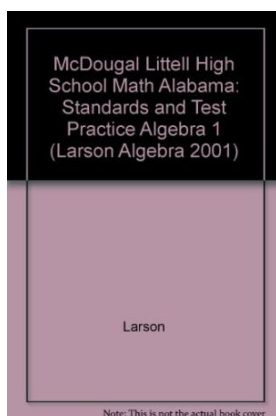 McDougal Littell High
School Math Alabama:
Standards and Test
Practice Algebra 1
(Larson Algebra 2001)
Larson
Note: This is not the actual book cover